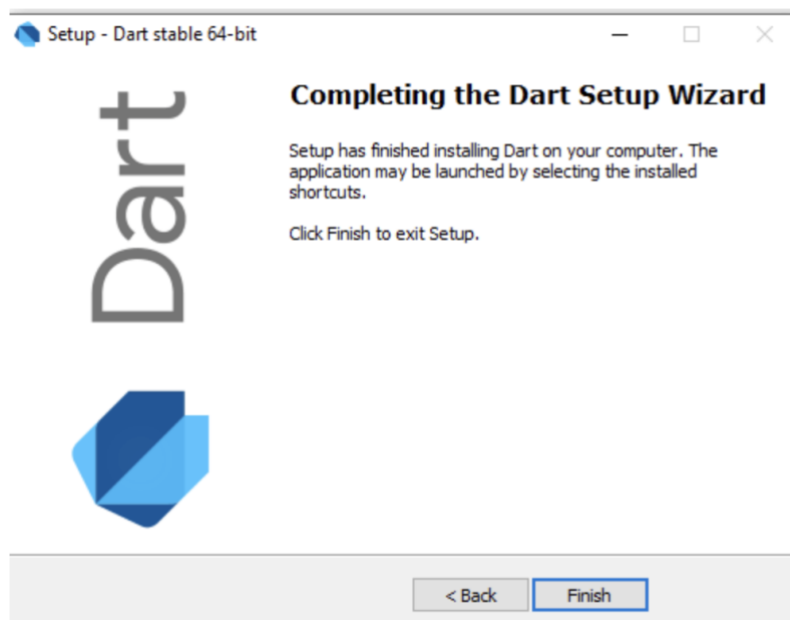 Setup - Dart stable 64-bit
Dart
Completing the Dart Setup Wizard
Setup has finished installing Dart on your computer. The
application may be launched by selecting the installed
shortcuts.
Click Finish to exit Setup.
< Back
Finish